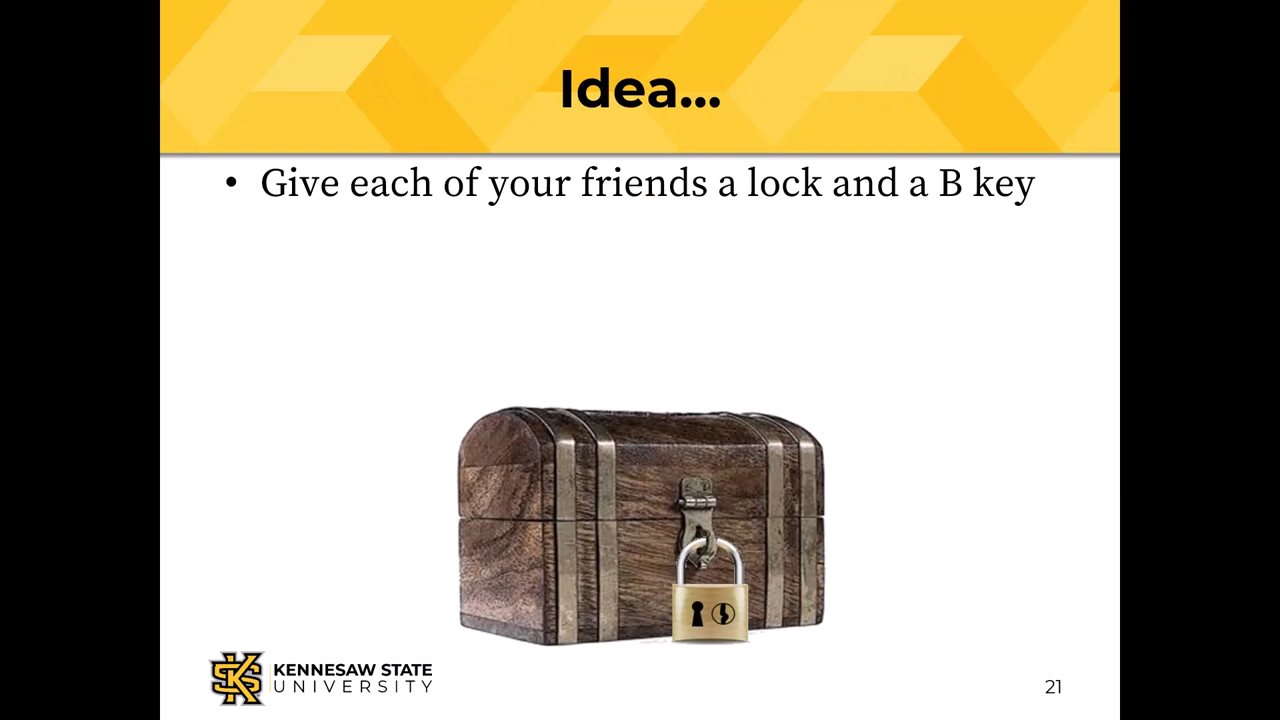 Idea...
• Give each of your friends a lock and a B key
KENNESAW STATE
UNIVERSITY
21